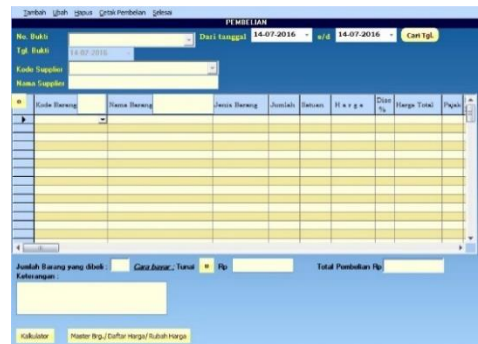 Tambah Ubah Hapus Cetak Pembelian Selesai
PEMBELIAN
No. Bukti Dari tanggal 14-07-2016 s/d 14-07-2016 Cari Tgl.
Tgl. Bukti 14-07-2016
Kode Supplier
Nama Supplier
Kode Barang Nama Barang Jenis Barang Jumlah Satuan H a r g a Disc % Harga Total Pajak
Jumlah Barang yang dibeli : Cara bayar : Tunai Rp Total Pembelian Rp
Keterangan :
Kalkulator Master Brg./Daftar Harga/Rubah Harga